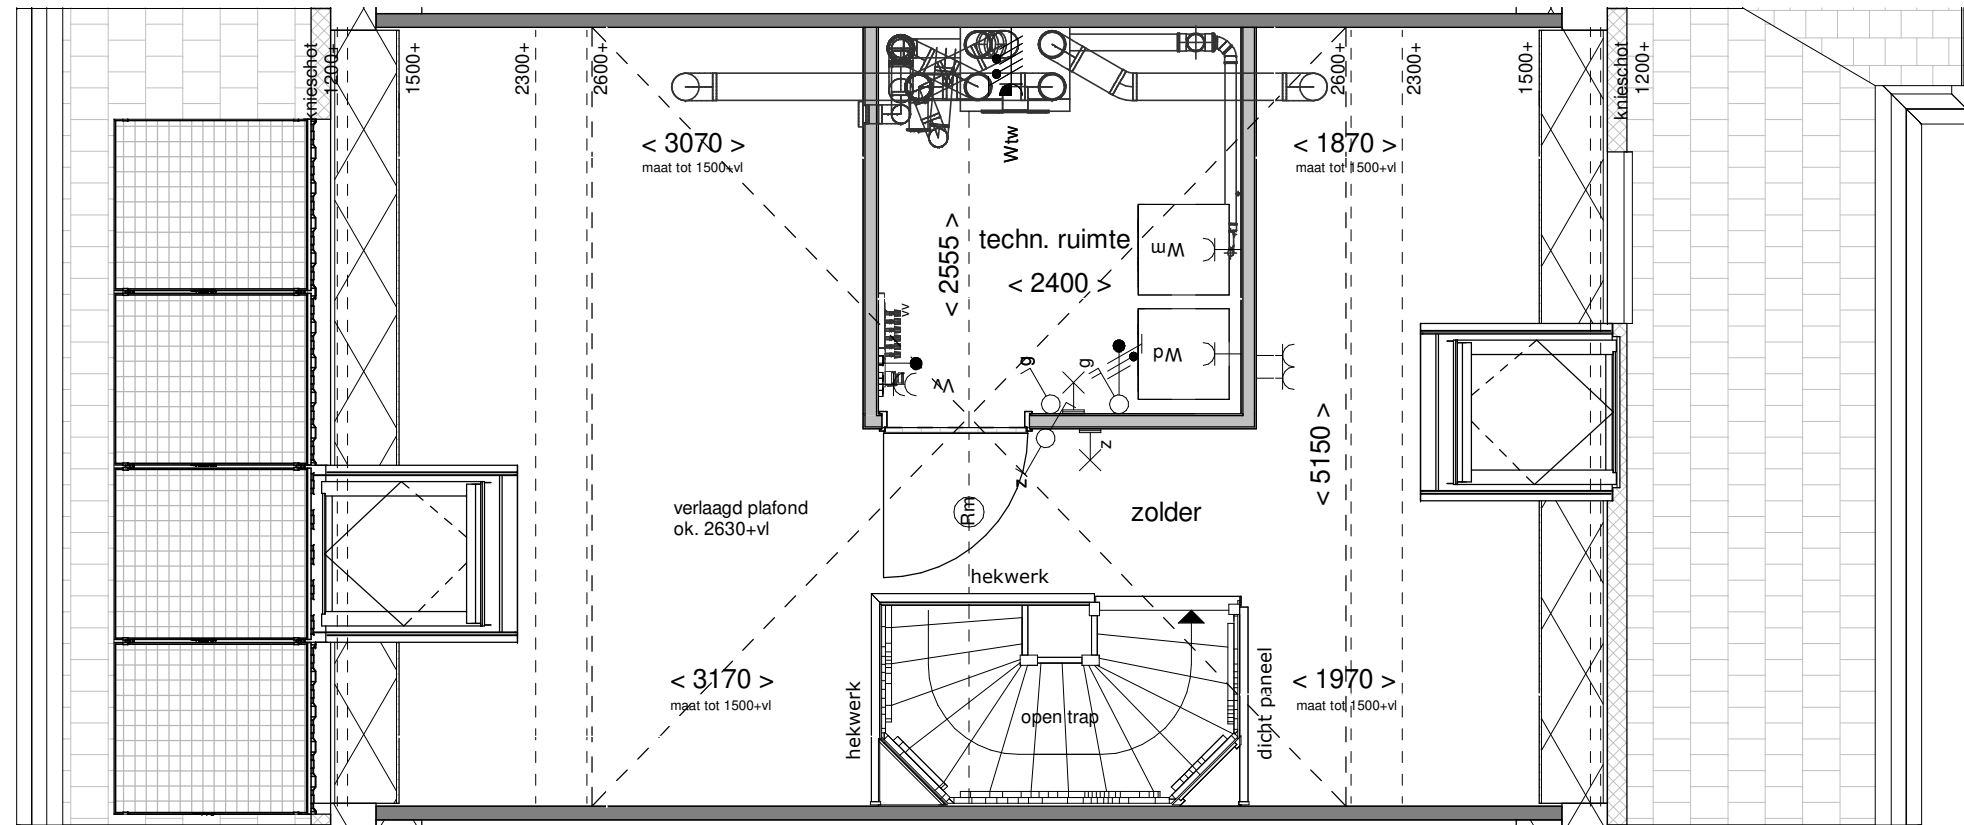 knieschot
1200+
1500+
2300+
2600+
2600+
2300+
1500+
knieschot
1200+
< 3070 >
maat tot 1500+vl
Wtw
< 1870 >
maat tot 1500+vl
techn. ruimte
< 2555 >
< 2400 >
Wm
vv
Wd
Vv
g
g
z
z
< 5150 >
verlaagd plafond
ok. 2630+vl
Rm
zolder
hekwerk
< 3170 >
maat tot 1500+vl
hekwerk
open trap
dicht paneel
< 1970 >
maat tot 1500+vl